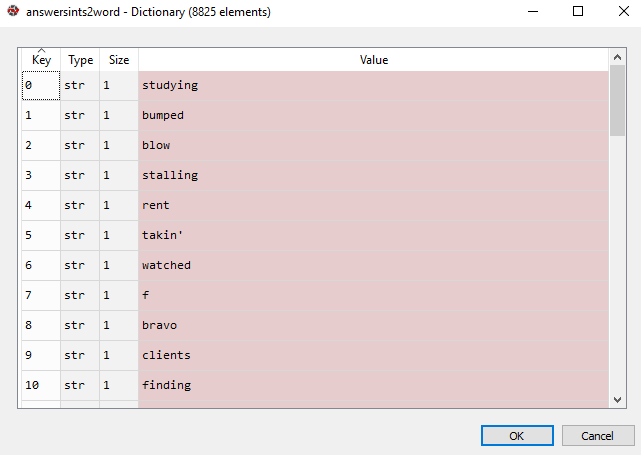 answersints2word - Dictionary (8825 elements)
Key Type Size Value
0 str 1 studying
1 str 1 bumped
2 str 1 blow
3 str 1 stalling
4 str 1 rent
5 str 1 takin'
6 str 1 watched
7 str 1 f
8 str 1 bravo
9 str 1 clients
10 str 1 finding
OK Cancel